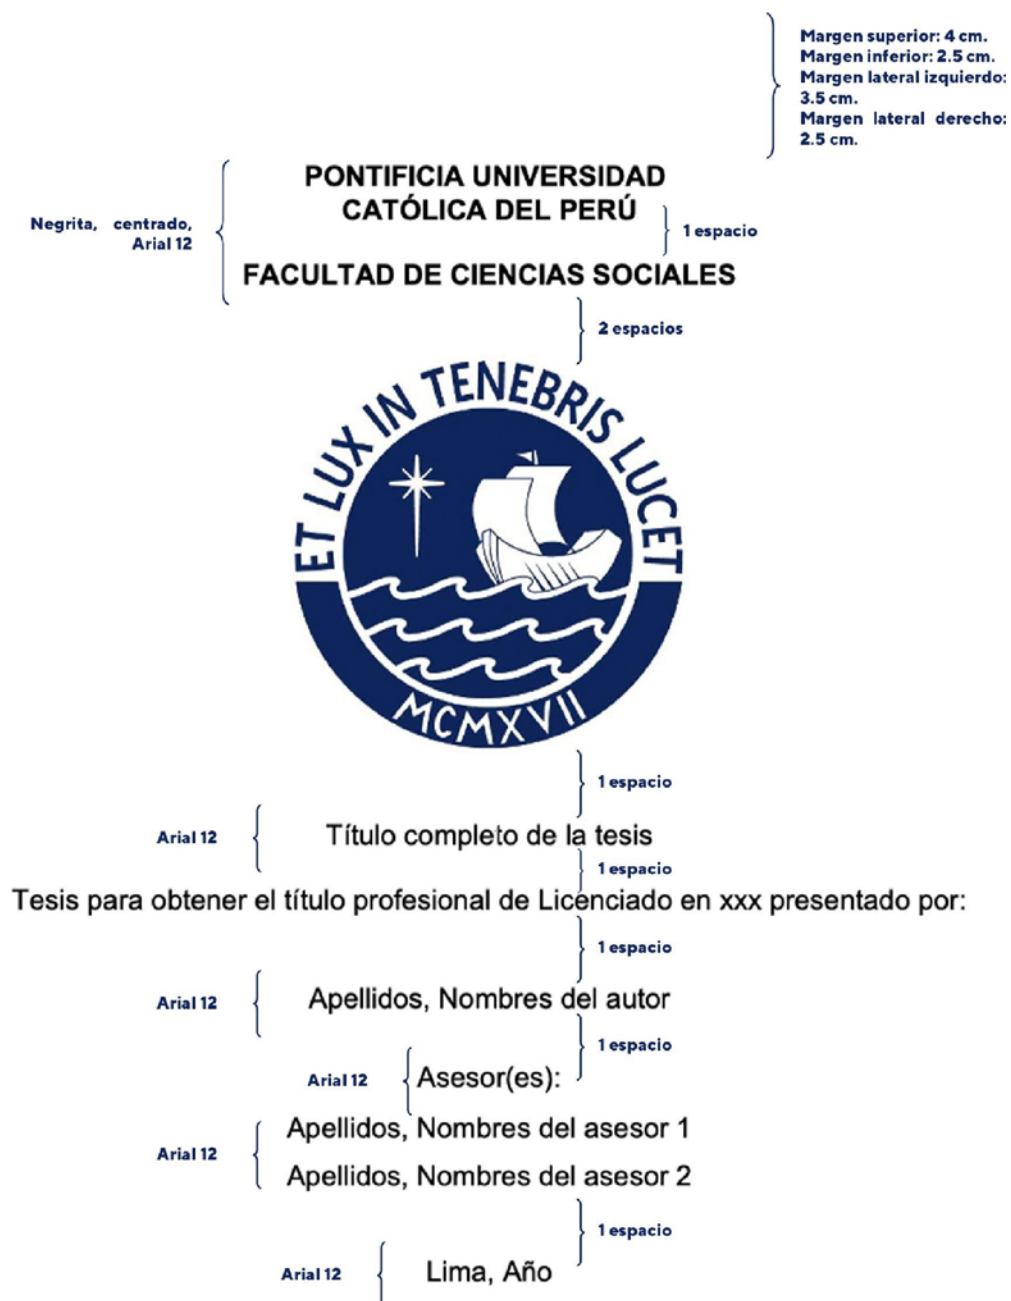 Margen superior: 4 cm.
Margen inferior: 2.5 cm.
Margen lateral izquierdo:
3.5 cm.
Margen lateral derecho:
2.5 cm.
PONTIFICIA UNIVERSIDAD
CATÓLICA DEL PERÚ
Negrita, centrado,
Arial 12
1 espacio
FACULTAD DE CIENCIAS SOCIALES
2 espacios
ET LUX IN TENEBRIS LUCET
MCMXVII
1 espacio
Arial 12
Título completo de la tesis
1 espacio
Tesis para obtener el título profesional de Licenciado en xxx presentado por:
1 espacio
Arial 12
Apellidos, Nombres del autor
1 espacio
Arial 12
Asesor(es):
Apellidos, Nombres del asesor 1
Arial 12
Apellidos, Nombres del asesor 2
1 espacio
Arial 12
Lima, Año